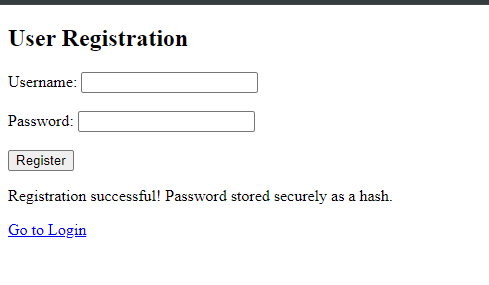 User Registration
Username:
Password:
Register
Registration successful! Password stored securely as a hash.
Go to Login